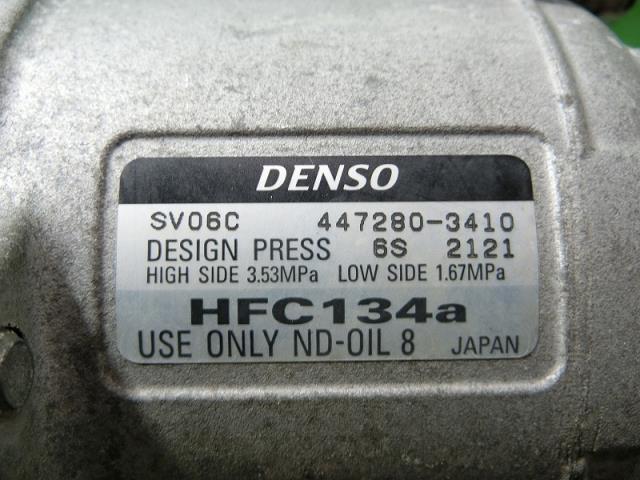 DENSO
SV06C 447280-3410
DESIGN PRESS 6S 2121
HIGH SIDE 3.53MPa LOW SIDE 1.67MPa
HFC134a
USE ONLY ND-OIL 8 JAPAN